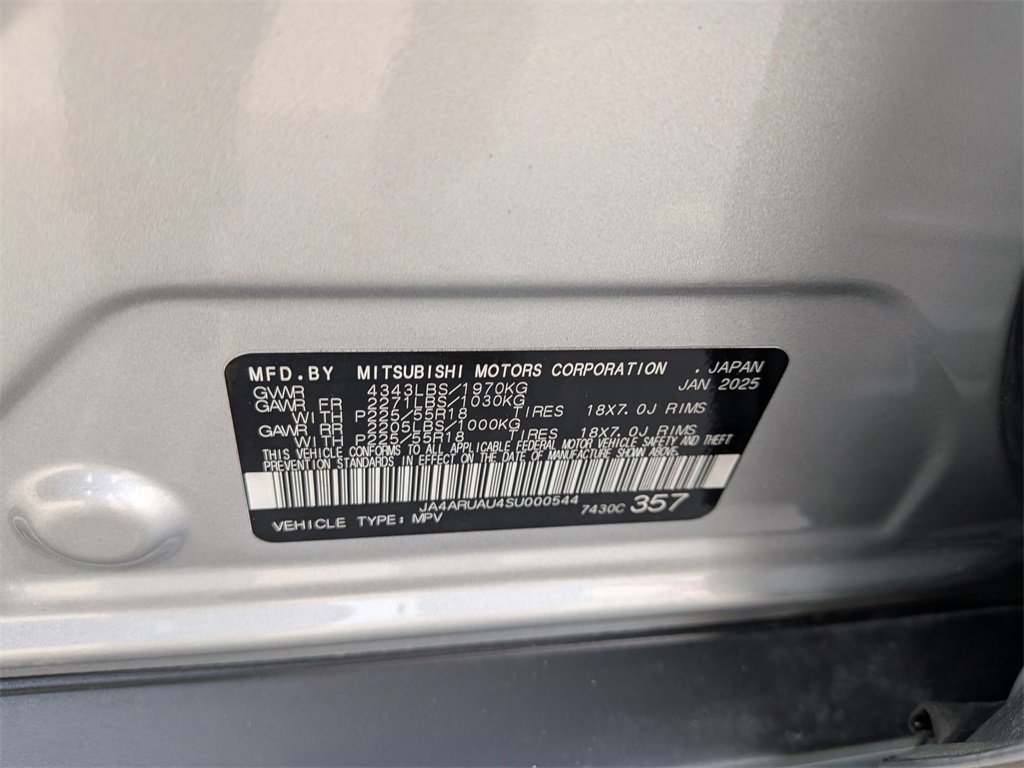 MFD.BY MITSUBISHI MOTORS CORPORATION .JAPAN
GVWR 4343LBS/1970KG JAN 2025
GAWR FR 2271LBS/1030KG
WITH P225/55R18 TIRES 18X7.0J RIMS
GAWR RR 2205LBS/1000KG
WITH P225/55R18 TIRES 18X7.0J RIMS
THIS VEHICLE CONFORMS TO ALL APPLICABLE FEDERAL MOTOR VEHICLE SAFETY AND THEFT
PREVENTION STANDARDS IN EFFECT ON THE DATE OF MANUFACTURE SHOWN ABOVE.
JA4ARUAU4SU000544
VEHICLE TYPE: MPV 7430C 357